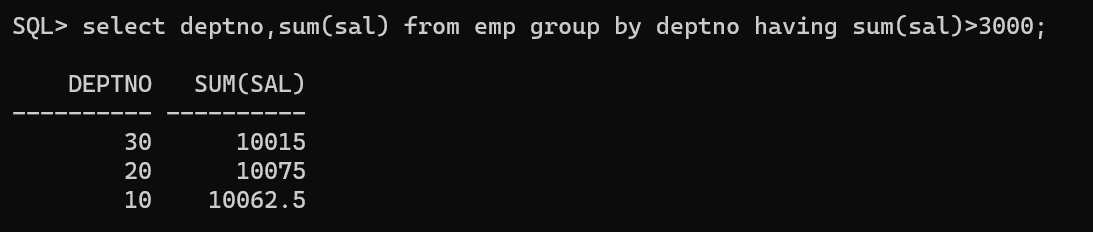 SQL> select deptno,sum(sal) from emp group by deptno having sum(sal)>3000;
    DEPTNO   SUM(SAL)
---------- ----------
        30      10015
        20      10075
        10    10062.5